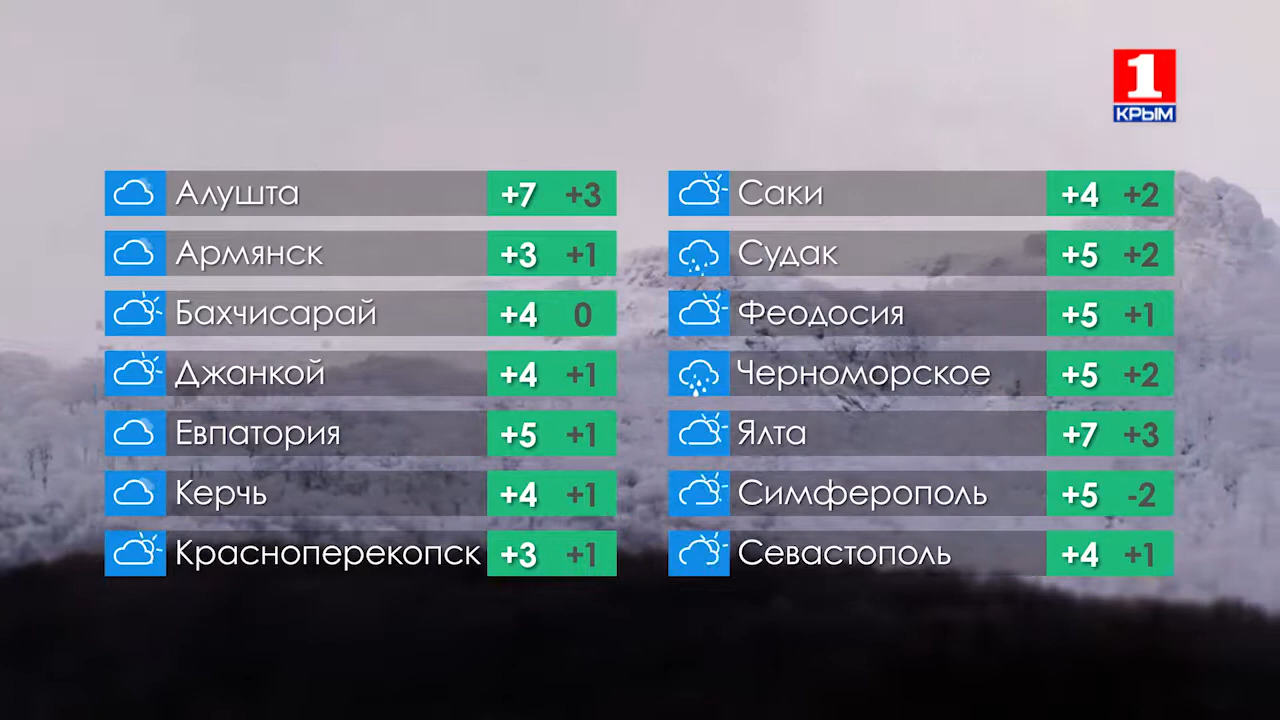 1
КРЫМ
Алушта +7 +3
Армянск +3 +1
Бахчисарай +4 0
Джанкой +4 +1
Евпатория +5 +1
Керчь +4 +1
Красноперекопск +3 +1
Саки +4 +2
Судак +5 +2
Феодосия +5 +1
Черноморское +5 +2
Ялта +7 +3
Симферополь +5 -2
Севастополь +4 +1